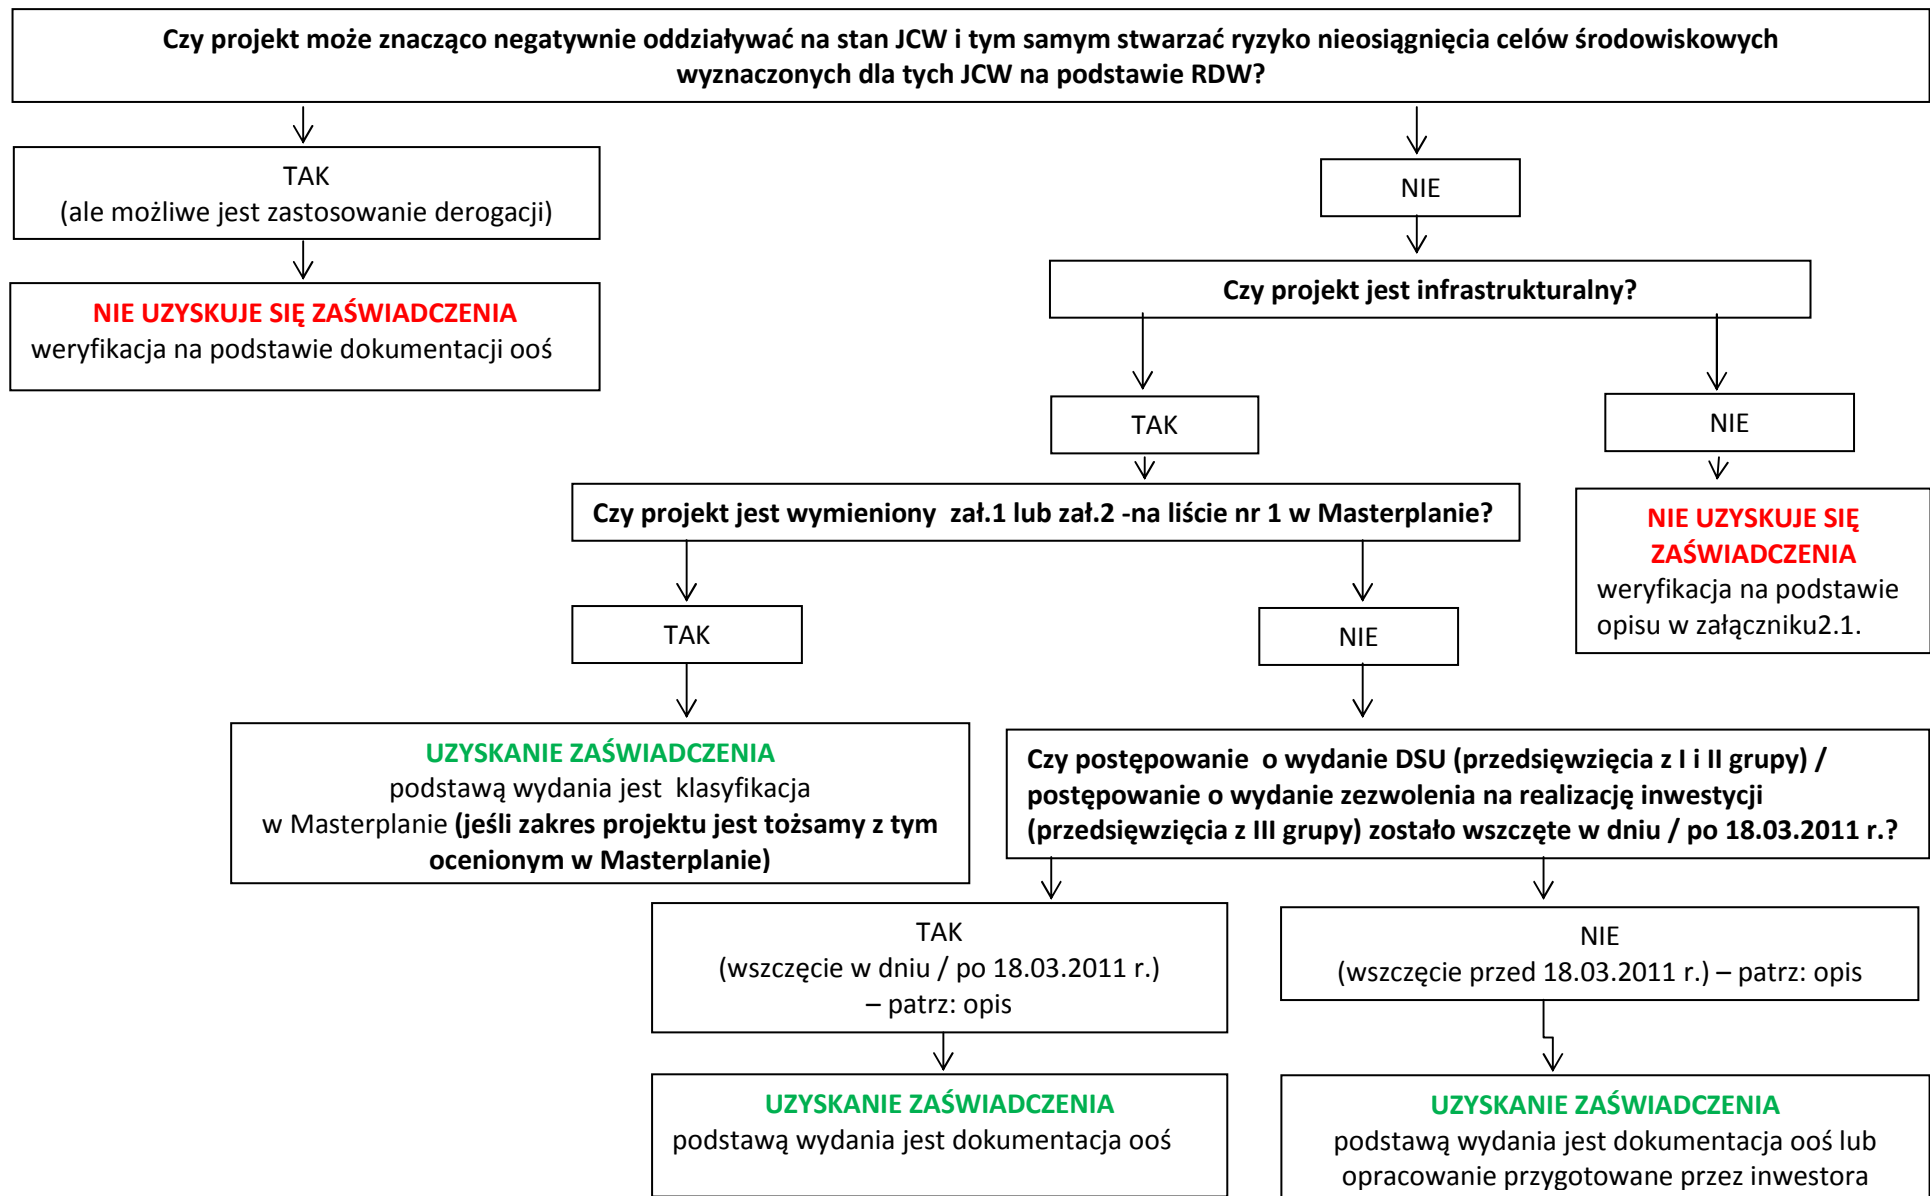 Czy projekt może znacząco negatywnie oddziaływać na stan JCW i tym samym stwarzać ryzyko nieosiągnięcia celów środowiskowych
wyznaczonych dla tych JCW na podstawie RDW?
TAK
(ale możliwe jest zastosowanie derogacji)
NIE
NIE UZYSKUJE SIĘ ZAŚWIADCZENIA
weryfikacja na podstawie dokumentacji ooś
Czy projekt jest infrastrukturalny?
TAK
NIE
Czy projekt jest wymieniony  zał.1 lub zał.2 -na liście nr 1 w Masterplanie?
NIE UZYSKUJE SIĘ
ZAŚWIADCZENIA
weryfikacja na podstawie
opisu w załączniku2.1.
TAK
NIE
UZYSKANIE ZAŚWIADCZENIA
podstawą wydania jest  klasyfikacja
w Masterplanie (jeśli zakres projektu jest tożsamy z tym
ocenionym w Masterplanie)
Czy postępowanie  o wydanie DSU (przedsięwzięcia z I i II grupy) /
postępowanie o wydanie zezwolenia na realizację inwestycji
(przedsięwzięcia z III grupy) zostało wszczęte w dniu / po 18.03.2011 r.?
TAK
(wszczęcie w dniu / po 18.03.2011 r.)
– patrz: opis
NIE
(wszczęcie przed 18.03.2011 r.) – patrz: opis
UZYSKANIE ZAŚWIADCZENIA
podstawą wydania jest dokumentacja ooś
UZYSKANIE ZAŚWIADCZENIA
podstawą wydania jest dokumentacja ooś lub
opracowanie przygotowane przez inwestora